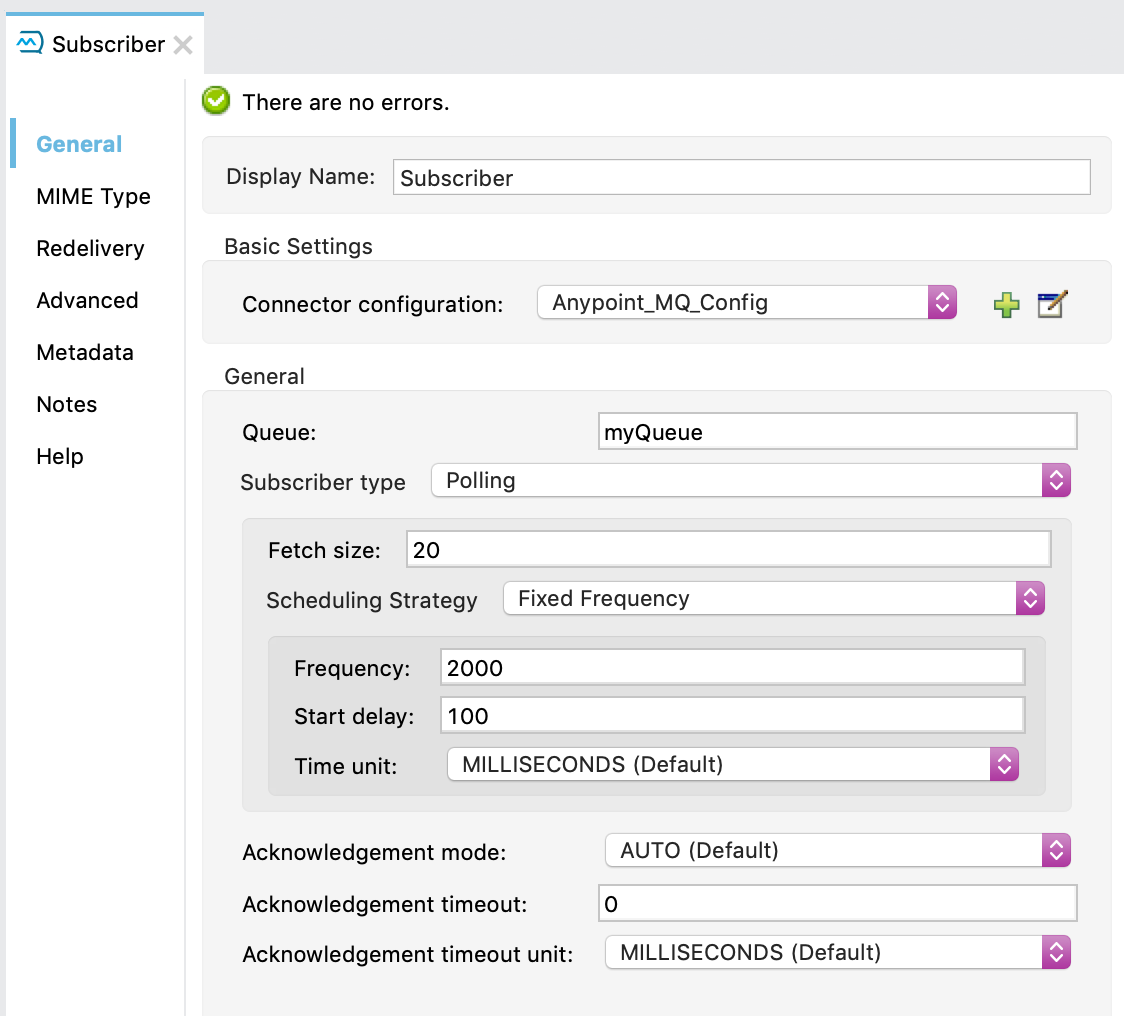 Subscriber
There are no errors.
General
MIME Type
Redelivery
Advanced
Metadata
Notes
Help
Display Name: Subscriber
Basic Settings
Connector configuration: Anypoint_MQ_Config
General
Queue: myQueue
Subscriber type Polling
Fetch size: 20
Scheduling Strategy Fixed Frequency
Frequency: 2000
Start delay: 100
Time unit: MILLISECONDS (Default)
Acknowledgement mode: AUTO (Default)
Acknowledgement timeout: 0
Acknowledgement timeout unit: MILLISECONDS (Default)